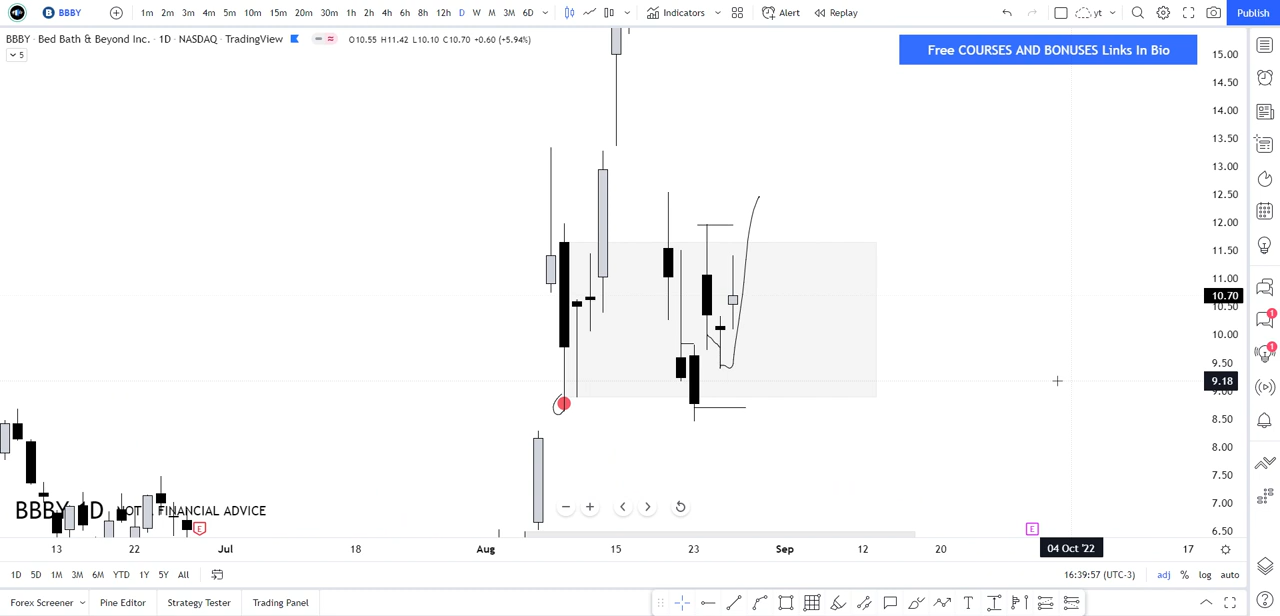 BBBY 1m 2m 3m 4m 5m 10m 15m 20m 30m 1h 2h 4h 6h 8h 12h D W M 3M 6D Indicators Alert Replay yt Publish
BBBY · Bed Bath & Beyond Inc. · 1D · NASDAQ · TradingView O10.55 H11.42 L10.10 C10.70 +0.60 (+5.94%)
5
Free COURSES AND BONUSES Links In Bio
15.00
14.50
14.00
13.50
13.00
12.50
12.00
11.50
11.00
10.70
10.50
10.00
9.50
9.18
9.00
8.50
8.00
7.50
7.00
6.50
1
1
BBBY 1D FINANCIAL ADVICE
E
E
13 22 Jul 18 Aug 15 23 Sep 12 20 04 Oct '22 17
1D 5D 1M 3M 6M YTD 1Y 5Y All 16:39:57 (UTC-3) adj % log auto
Forex Screener Pine Editor Strategy Tester Trading Panel